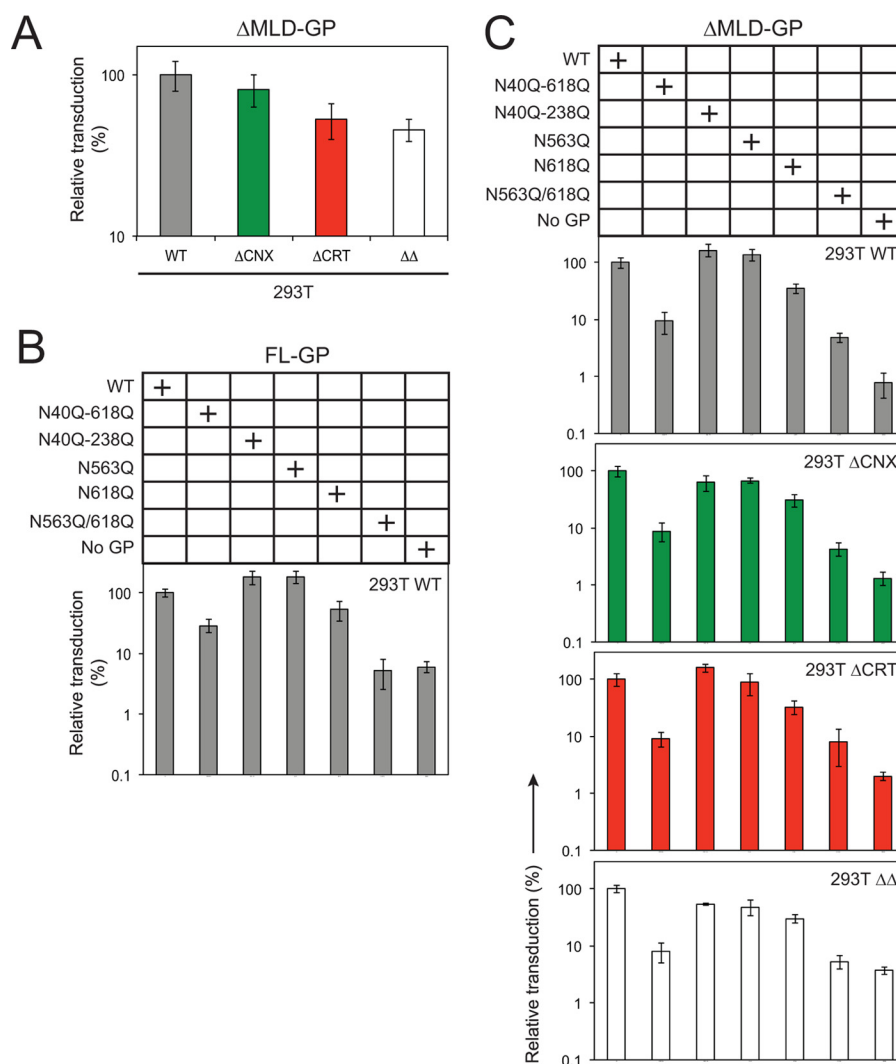 A
ΔMLD-GP
Relative transduction
(%)
100
10
WT ΔCNX ΔCRT ΔΔ
293T
B
FL-GP
WT +
N40Q-618Q +
N40Q-238Q +
N563Q +
N618Q +
N563Q/618Q +
No GP +
293T WT
Relative transduction
(%)
100
10
1
0.1
C
ΔMLD-GP
WT +
N40Q-618Q +
N40Q-238Q +
N563Q +
N618Q +
N563Q/618Q +
No GP +
293T WT
100
10
1
0.1
293T ΔCNX
100
10
1
0.1
293T ΔCRT
100
10
1
0.1
293T ΔΔ
100
10
1
0.1
Relative transduction (%)